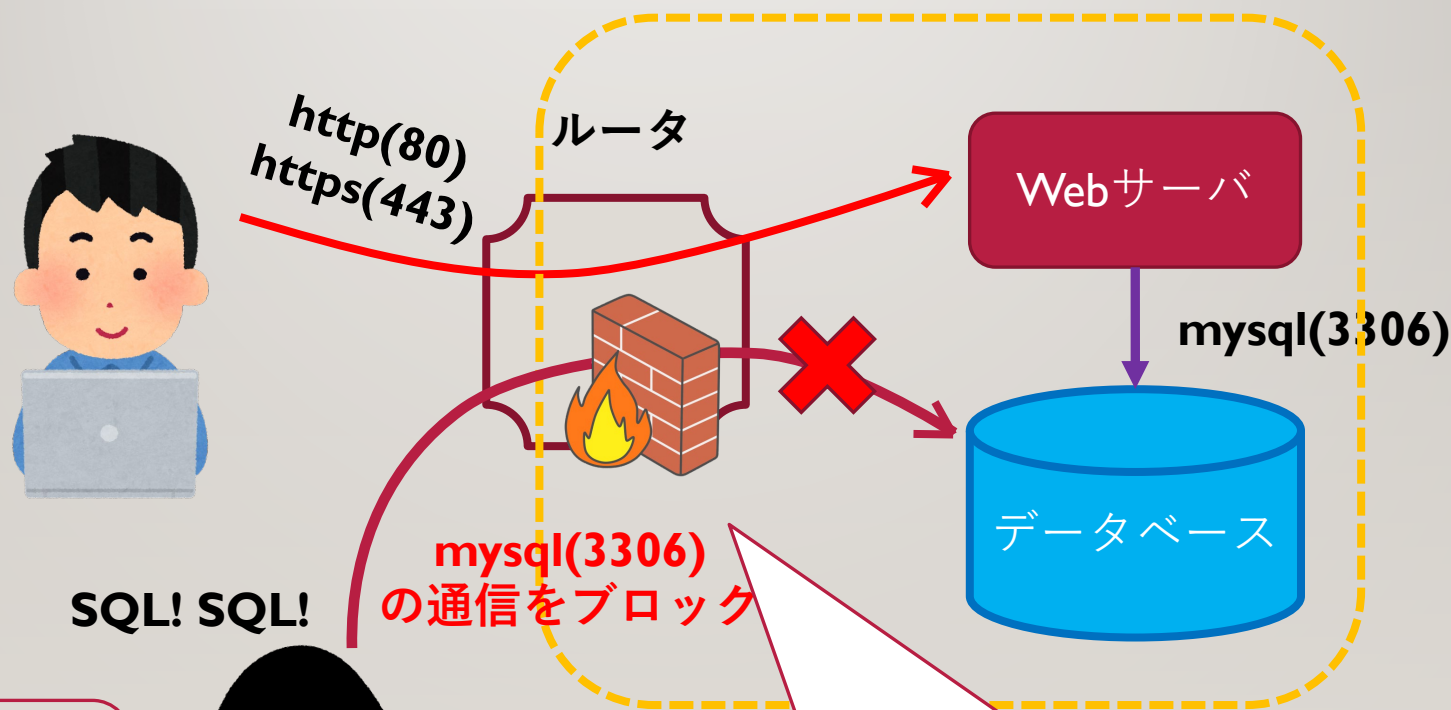 http(80)
https(443)
ルータ
Webサーバ
mysql(3306)
データベース
mysql(3306)
の通信をブロック
SQL! SQL!